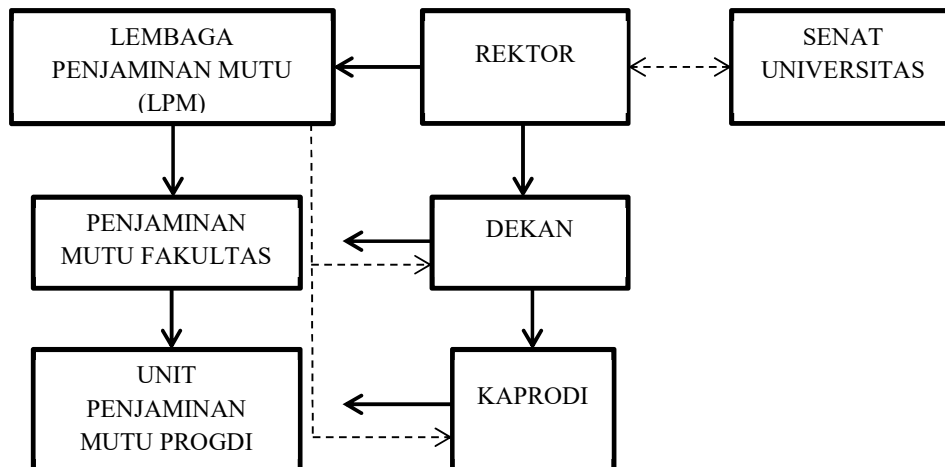 LEMBAGA
PENJAMINAN MUTU
(LPM)
REKTOR
SENAT
UNIVERSITAS
PENJAMINAN
MUTU FAKULTAS
DEKAN
UNIT
PENJAMINAN
MUTU PROGDI
KAPRODI